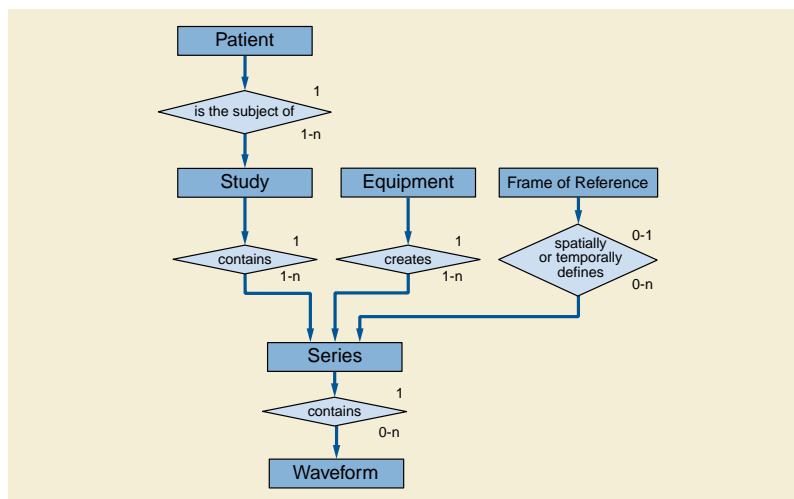 Patient
1
is the subject of
1-n
Study
Equipment
Frame of Reference
1
contains
1-n
1
creates
1-n
0-1
spatially
or temporally
defines
0-n
Series
1
contains
0-n
Waveform